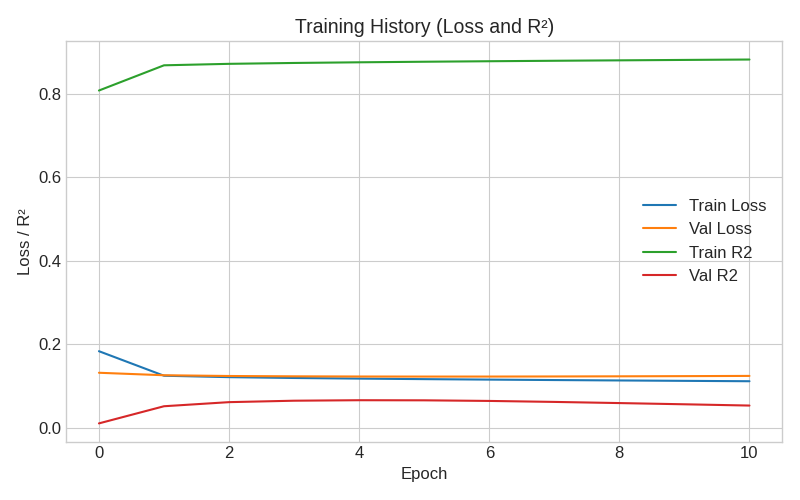 Training History (Loss and R²)
Loss / R²
0.8
0.6
0.4
0.2
0.0
Train Loss
Val Loss
Train R2
Val R2
0 2 4 6 8 10
Epoch